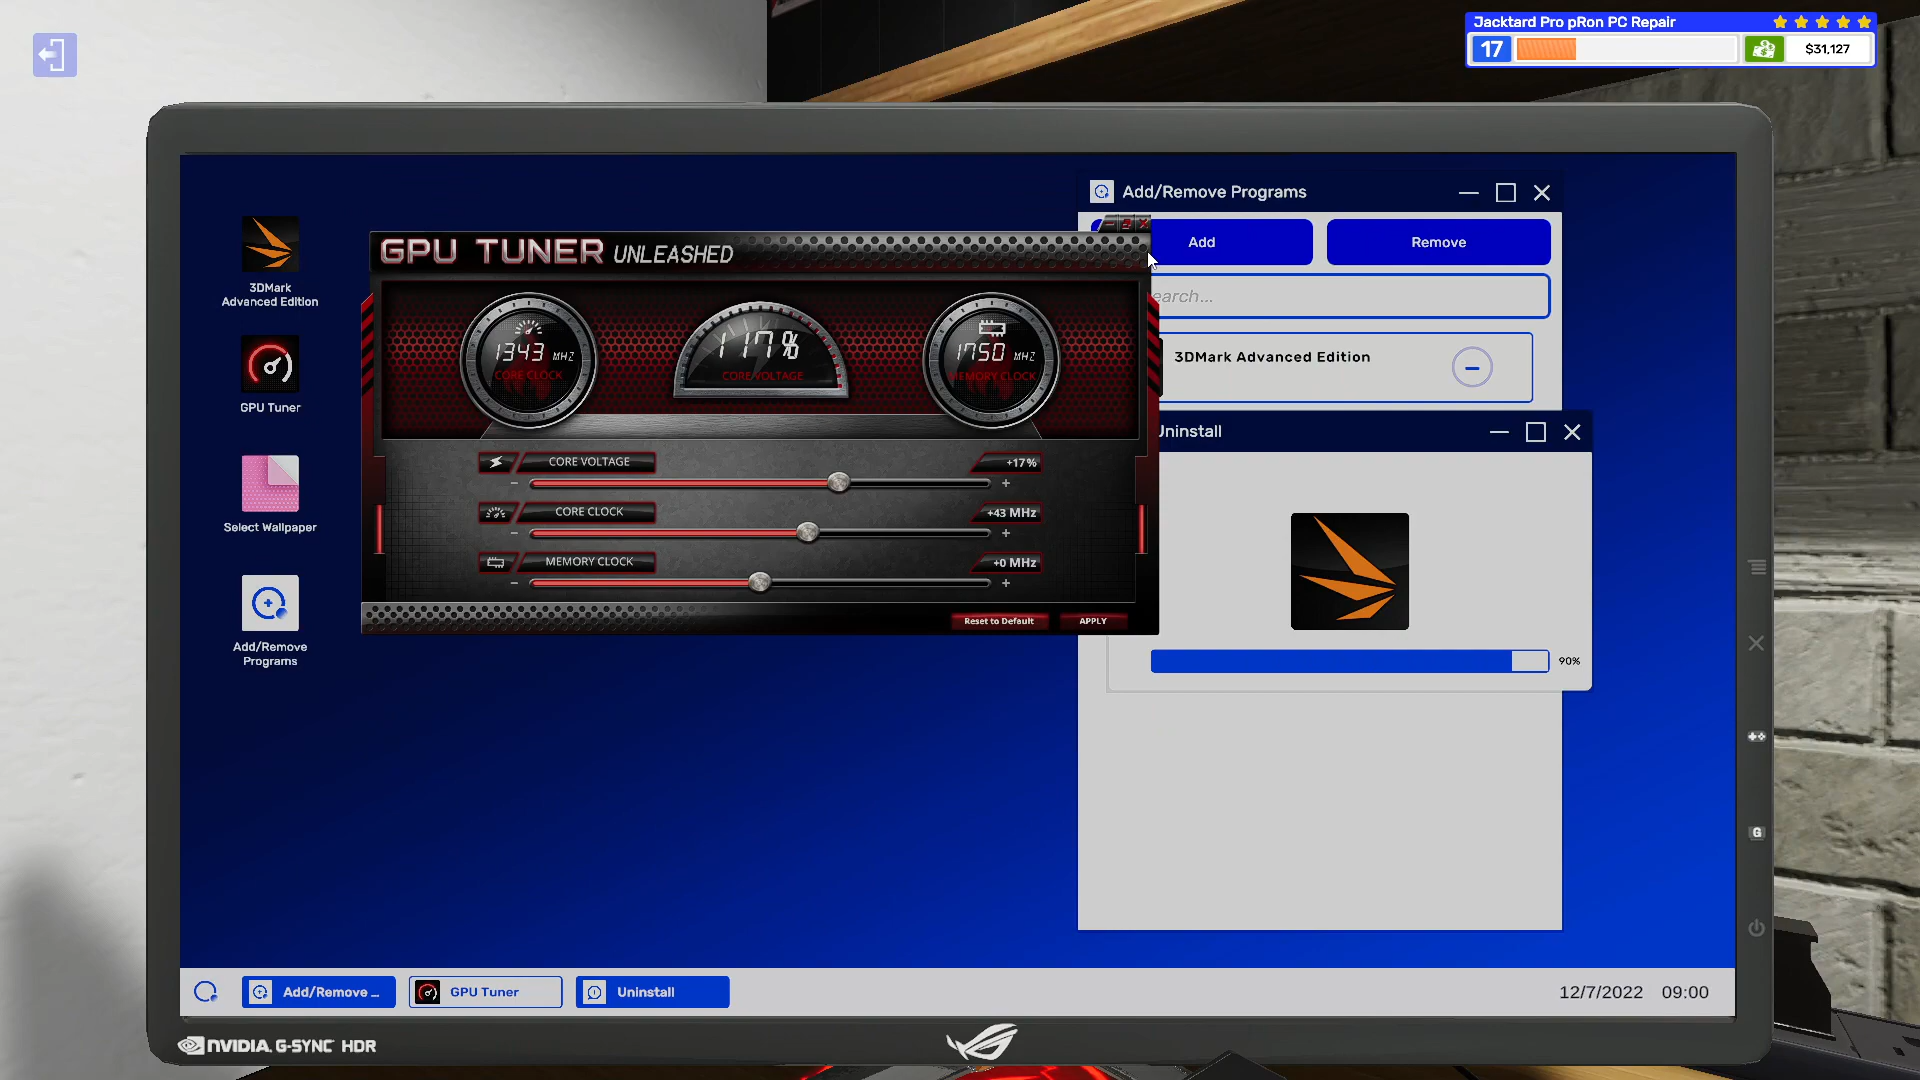 Jacktard Pro pRon PC Repair
17
$31,127
Add/Remove Programs
Add
Remove
earch...
3DMark Advanced Edition
Uninstall
90%
GPU TUNER UNLEASHED
1343 MHZ
CORE CLOCK
117%
CORE VOLTAGE
1750 MHZ
MEMORY CLOCK
CORE VOLTAGE
+17%
CORE CLOCK
+43 MHz
MEMORY CLOCK
+0 MHz
Reset to Default
APPLY
3DMark
Advanced Edition
GPU Tuner
Select Wallpaper
Add/Remove
Programs
Add/Remove ...
GPU Tuner
Uninstall
12/7/2022 09:00
NVIDIA. G-SYNC HDR
G